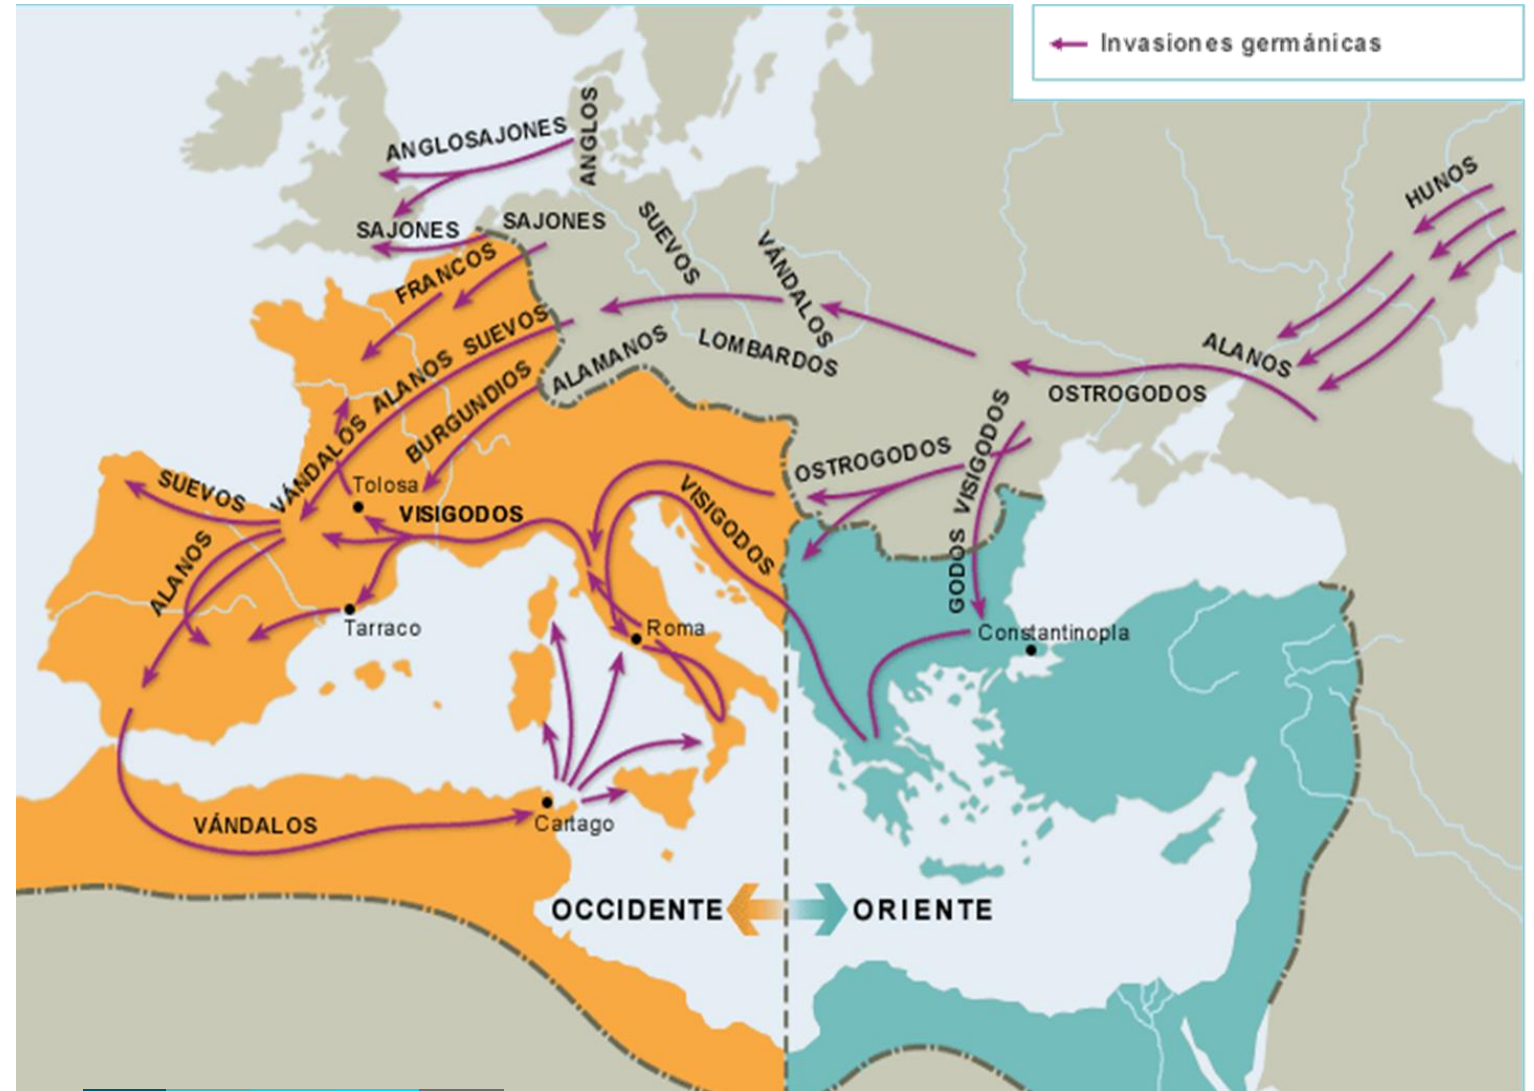 Invasiones germánicas
ANGLOS
ANGLOSAJONES
HUNOS
SAJONES
SAJONES
SUEVOS
VÁNDALOS
FRANCOS
ALANOS
SUEVOS
ALANOS
ALAMANOS
LOMBARDOS
OSTROGODOS
BURGUNDIOS
VÁNDALOS
VISIGODOS
OSTROGODOS
SUEVOS
Tolosa
VISIGODOS
VISIGODOS
GODOS
ALANOS
Tarraco
Roma
Constantinopla
VÁNDALOS
Cartago
OCCIDENTE
ORIENTE